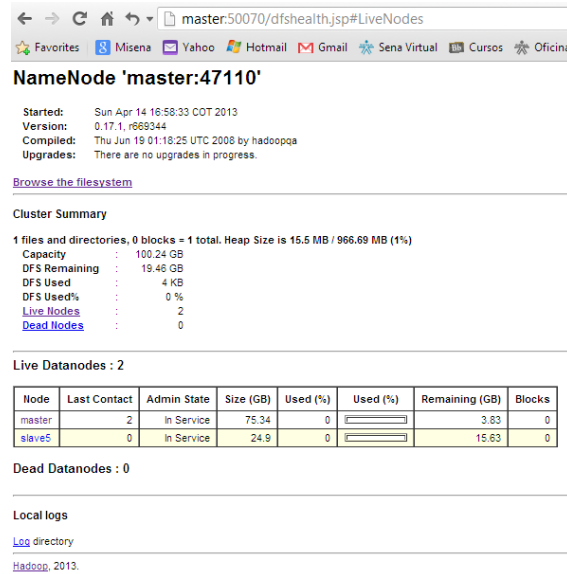 master:50070/dfshealth.jsp#LiveNodes
Favorites Misena Yahoo Hotmail Gmail Sena Virtual Bb Cursos Oficina
NameNode 'master:47110'
Started: Sun Apr 14 16:58:33 COT 2013
Version: 0.17.1, r669344
Compiled: Thu Jun 19 01:18:25 UTC 2008 by hadoopqa
Upgrades: There are no upgrades in progress.
Browse the filesystem
Cluster Summary
1 files and directories, 0 blocks = 1 total. Heap Size is 15.5 MB / 966.69 MB (1%)
Capacity : 100.24 GB
DFS Remaining : 19.46 GB
DFS Used : 4 KB
DFS Used% : 0 %
Live Nodes : 2
Dead Nodes : 0
Live Datanodes : 2
Node Last Contact Admin State Size (GB) Used (%) Used (%) Remaining (GB) Blocks
master 2 In Service 75.34 0 3.83 0
slave5 0 In Service 24.9 0 15.63 0
Dead Datanodes : 0
Local logs
Log directory
Hadoop, 2013.